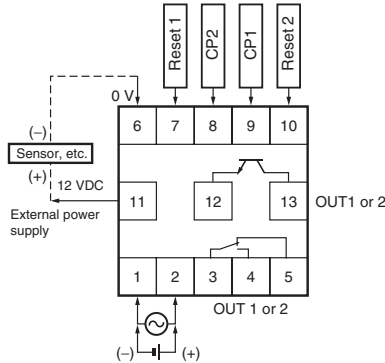 Reset 1
CP2
CP1
Reset 2
0 V
6 7 8 9 10
(−)
Sensor, etc.
(+)
12 VDC
11 12 13
OUT1 or 2
External power
supply
1 2 3 4 5
OUT 1 or 2
(−) (+)